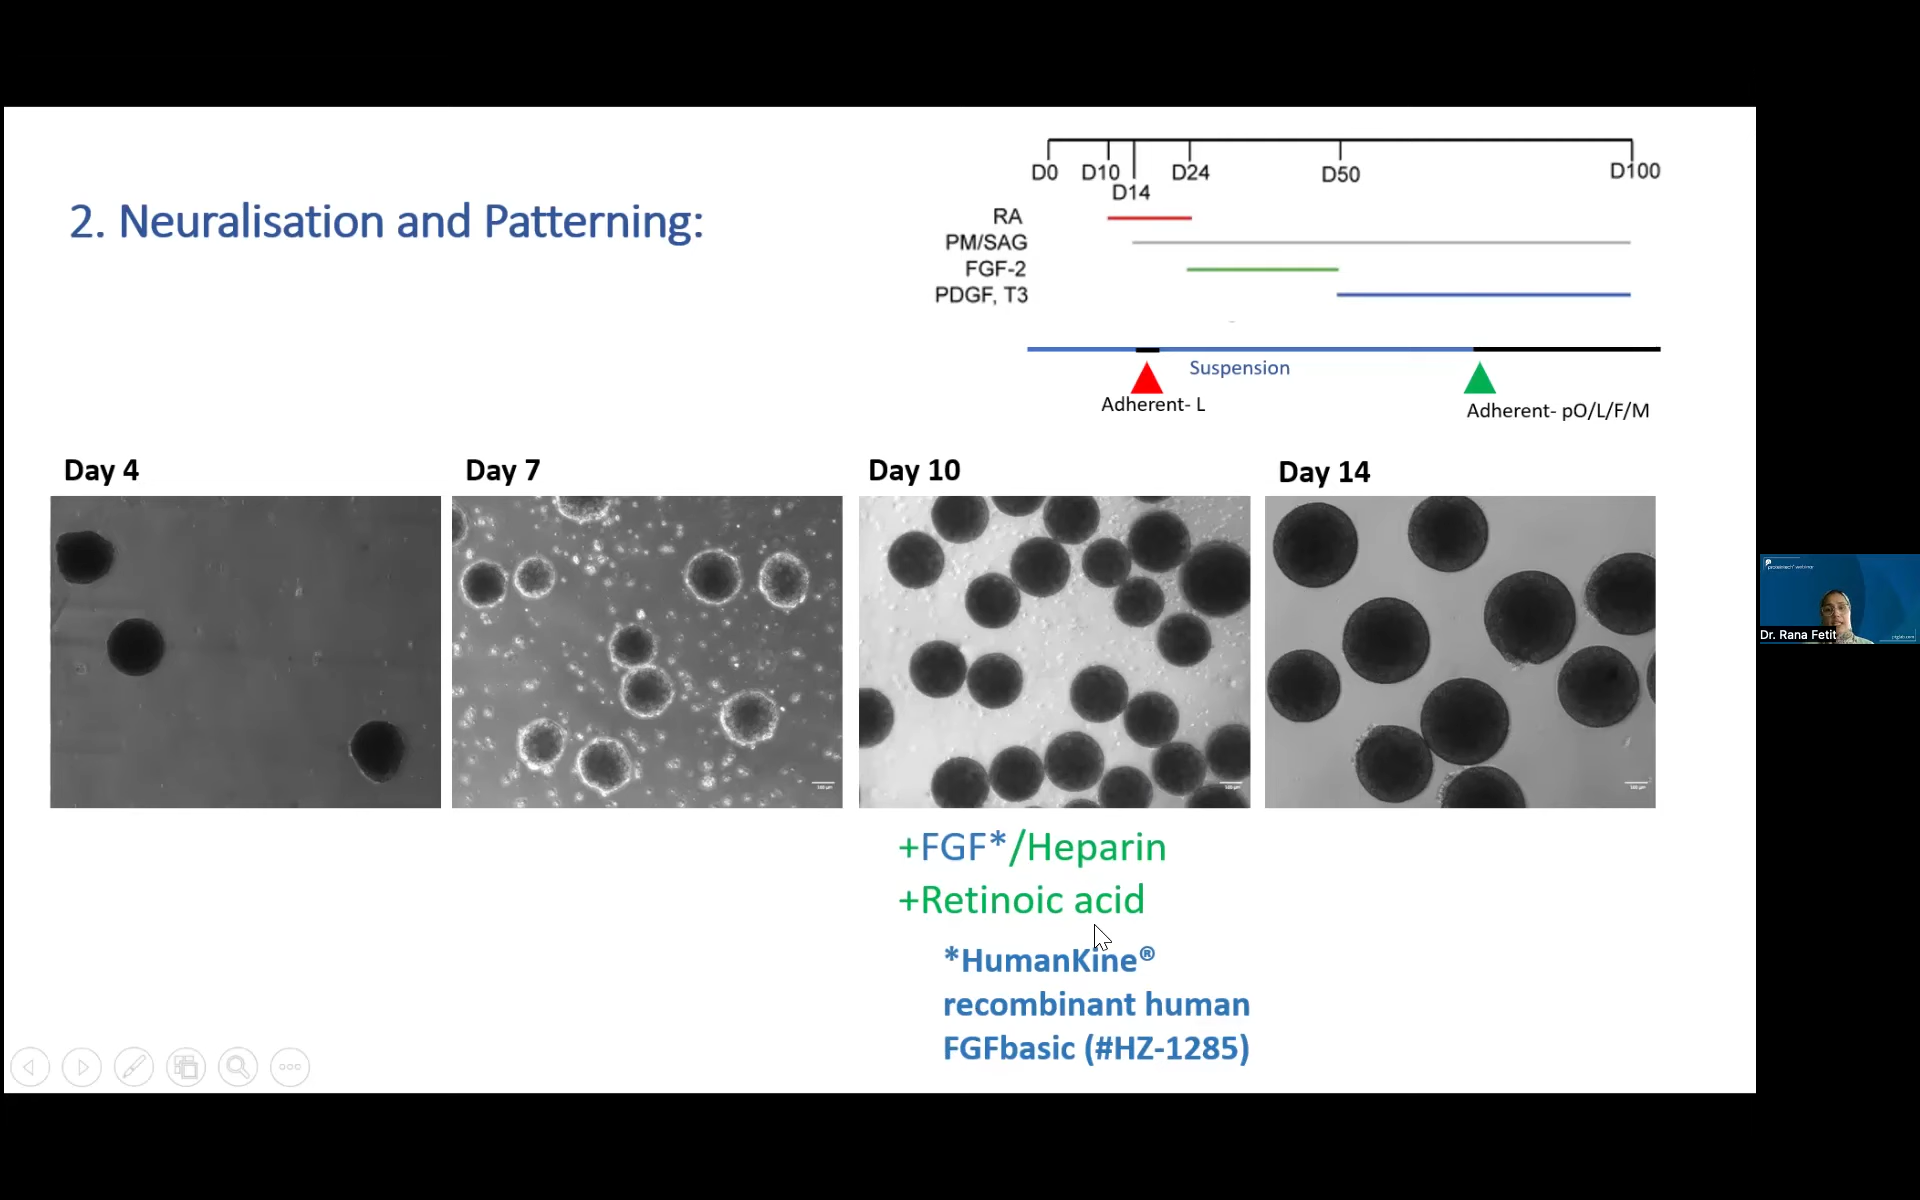 2. Neuralisation and Patterning:
D0 D10 D14 D24 D50 D100
RA
PM/SAG
FGF-2
PDGF, T3
Suspension
Adherent- L
Adherent- pO/L/F/M
Day 4
Day 7
Day 10
Day 14
+FGF*/Heparin
+Retinoic acid
*HumanKine®
recombinant human
FGFbasic (#HZ-1285)
Dr. Rana Fetit